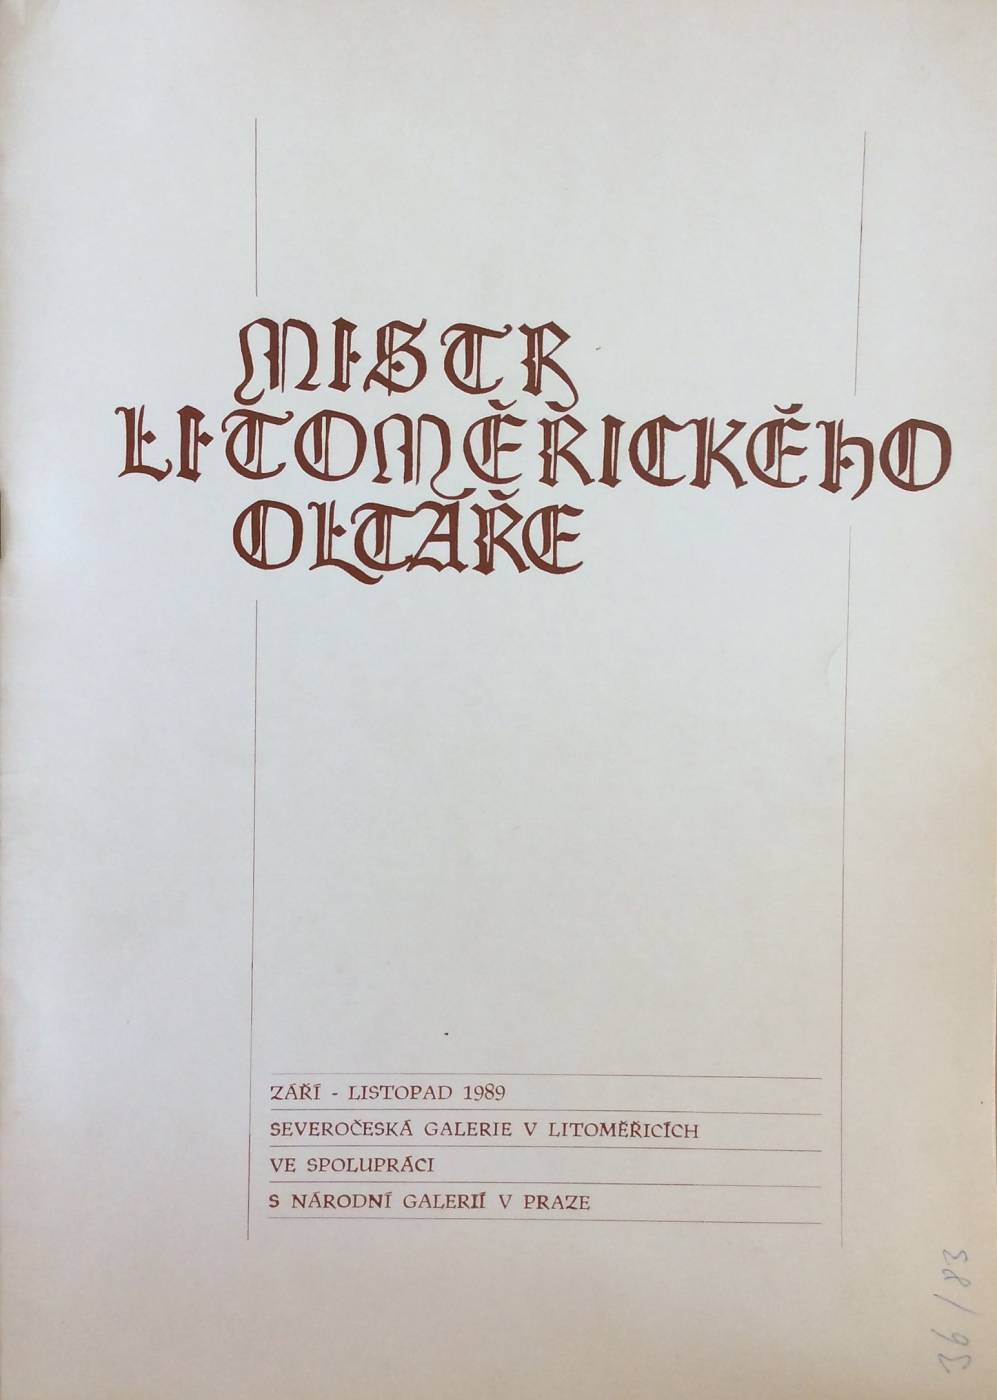 MISTR
LITOMĚŘICKÉHO
OLTÁŘE
ZÁŘÍ - LISTOPAD 1989
SEVEROČESKÁ GALERIE V LITOMĚŘICÍCH
VE SPOLUPRÁCI
S NÁRODNÍ GALERIÍ V PRAZE
36/83